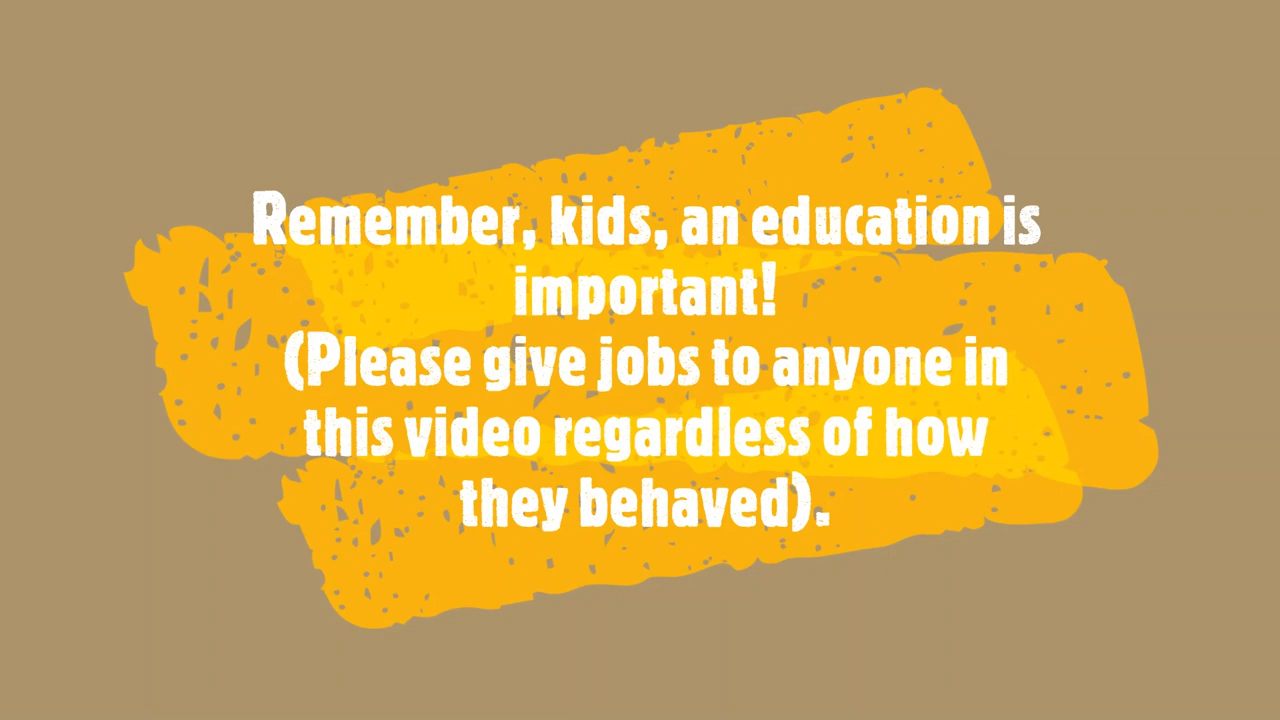 Remember, kids, an education is
important!
(Please give jobs to anyone in
this video regardless of how
they behaved).